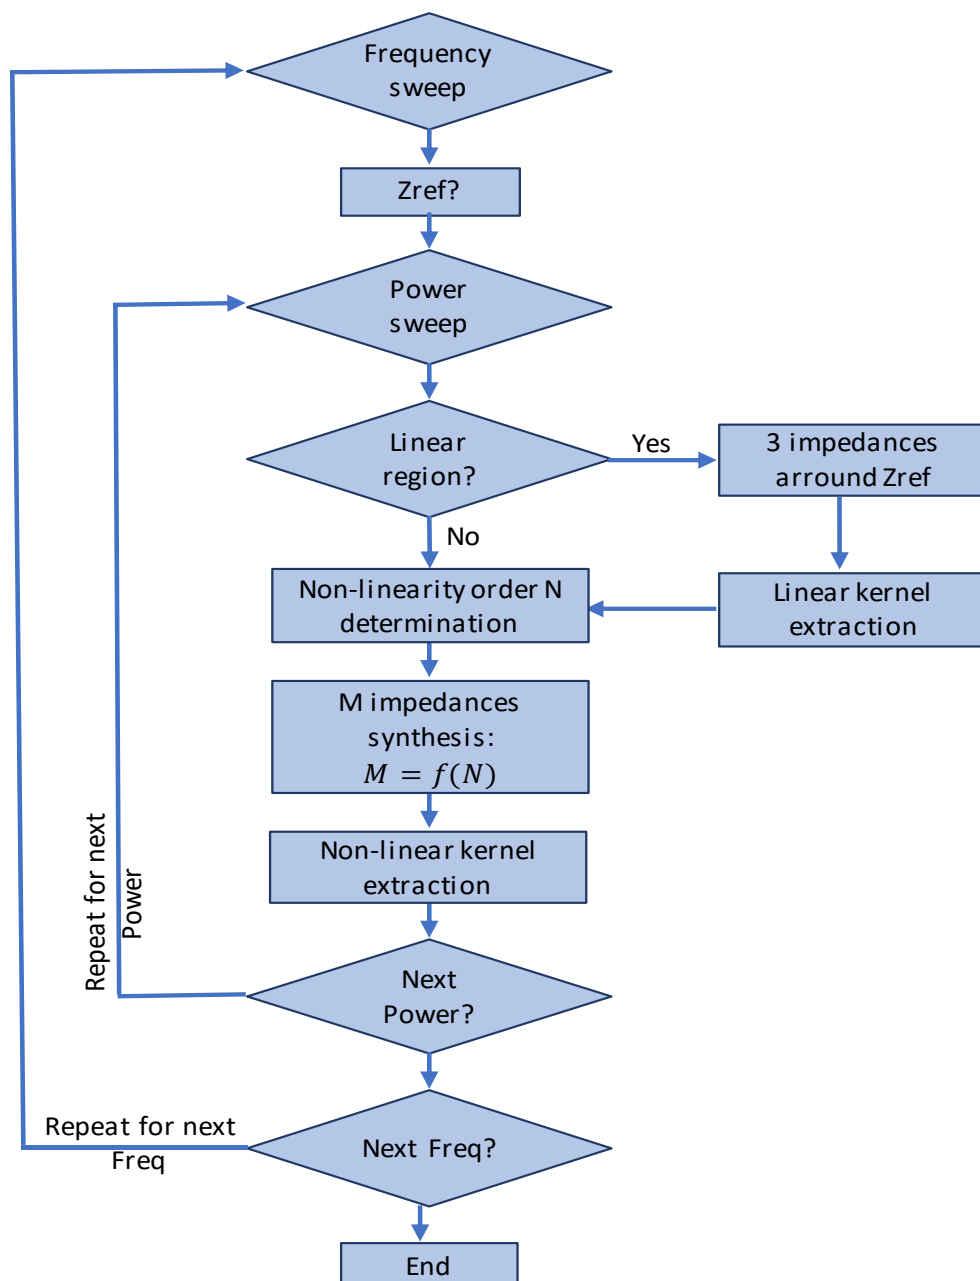 Frequency
sweep
Zref?
Power
sweep
Linear
region?
Yes
3 impedances
arround Zref
No
Non-linearity order N
determination
Linear kernel
extraction
M impedances
synthesis:
M = f(N)
Non-linear kernel
extraction
Repeat for next
Power
Next
Power?
Repeat for next
Freq
Next Freq?
End